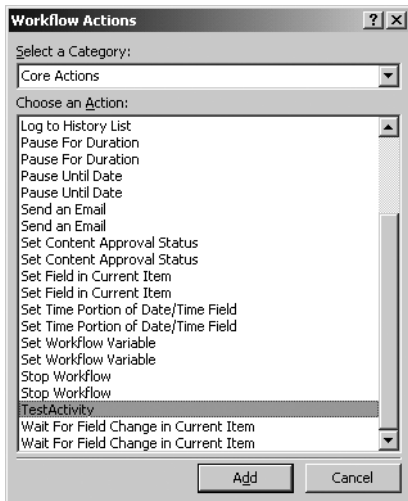 Workflow Actions
Select a Category:
Core Actions
Choose an Action:
Log to History List
Pause For Duration
Pause For Duration
Pause Until Date
Pause Until Date
Send an Email
Send an Email
Set Content Approval Status
Set Content Approval Status
Set Field in Current Item
Set Field in Current Item
Set Time Portion of Date/Time Field
Set Time Portion of Date/Time Field
Set Workflow Variable
Set Workflow Variable
Stop Workflow
Stop Workflow
TestActivity
Wait For Field Change in Current Item
Wait For Field Change in Current Item
Add Cancel